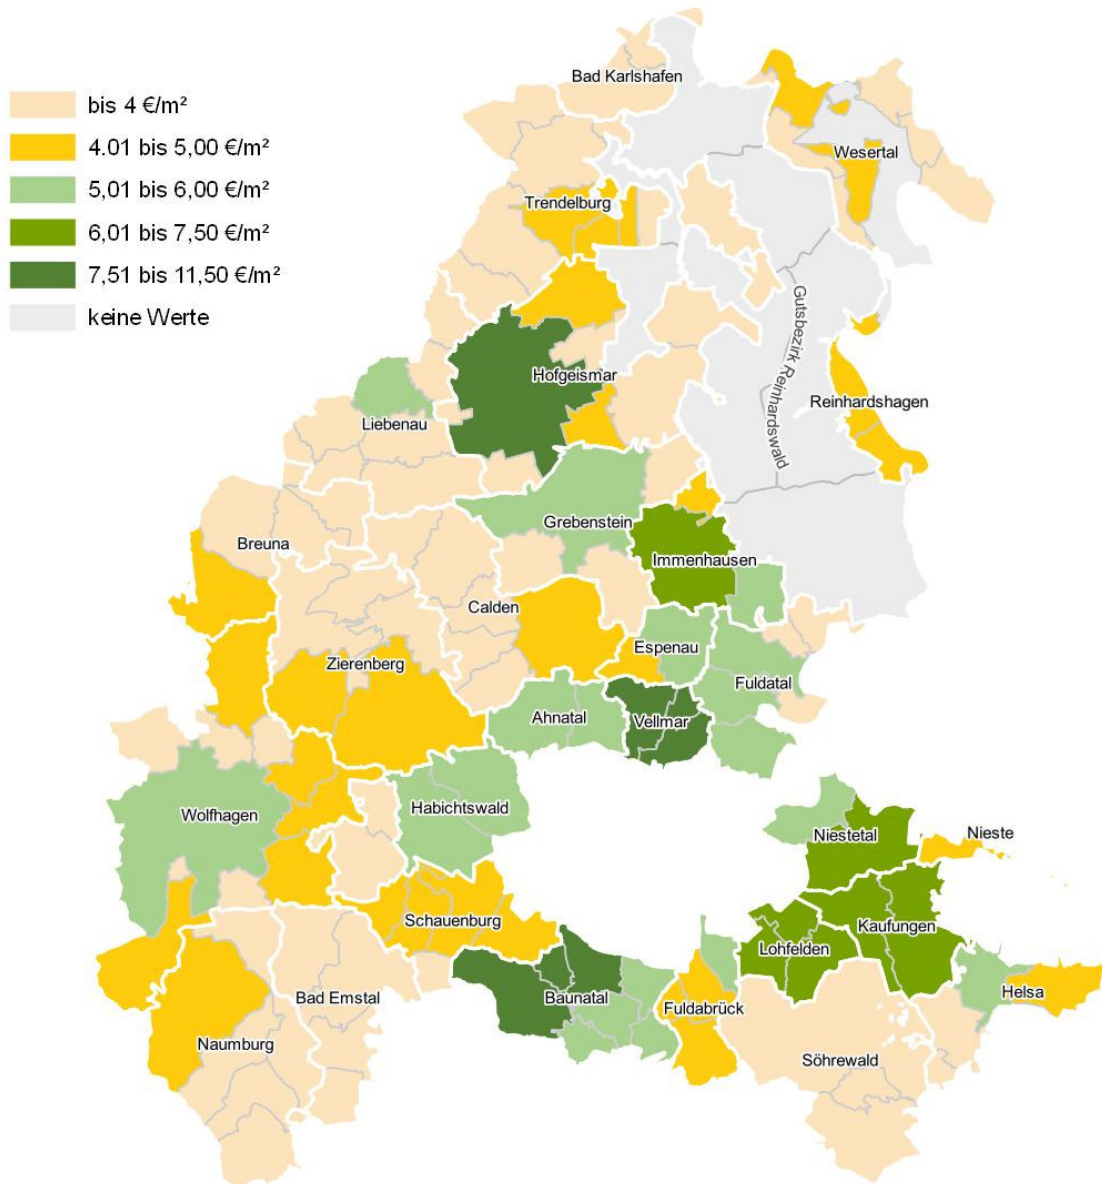 bis 4 €/m²
4.01 bis 5,00 €/m²
5,01 bis 6,00 €/m²
6,01 bis 7,50 €/m²
7,51 bis 11,50 €/m²
keine Werte
Bad Karlshafen
Wesertal
Trendelburg
Gutsbezirk Reinhardswald
Hofgeismar
Reinhardshagen
Liebenau
Grebenstein
Breuna
Immenhausen
Calden
Espenau
Zierenberg
Fuldatal
Ahnatal
Vellmar
Habichtswald
Wolfhagen
Niestetal
Nieste
Schauenburg
Kaufungen
Lohfelden
Helsa
Bad Emstal
Baunatal
Fuldabrück
Naumburg
Söhrewald